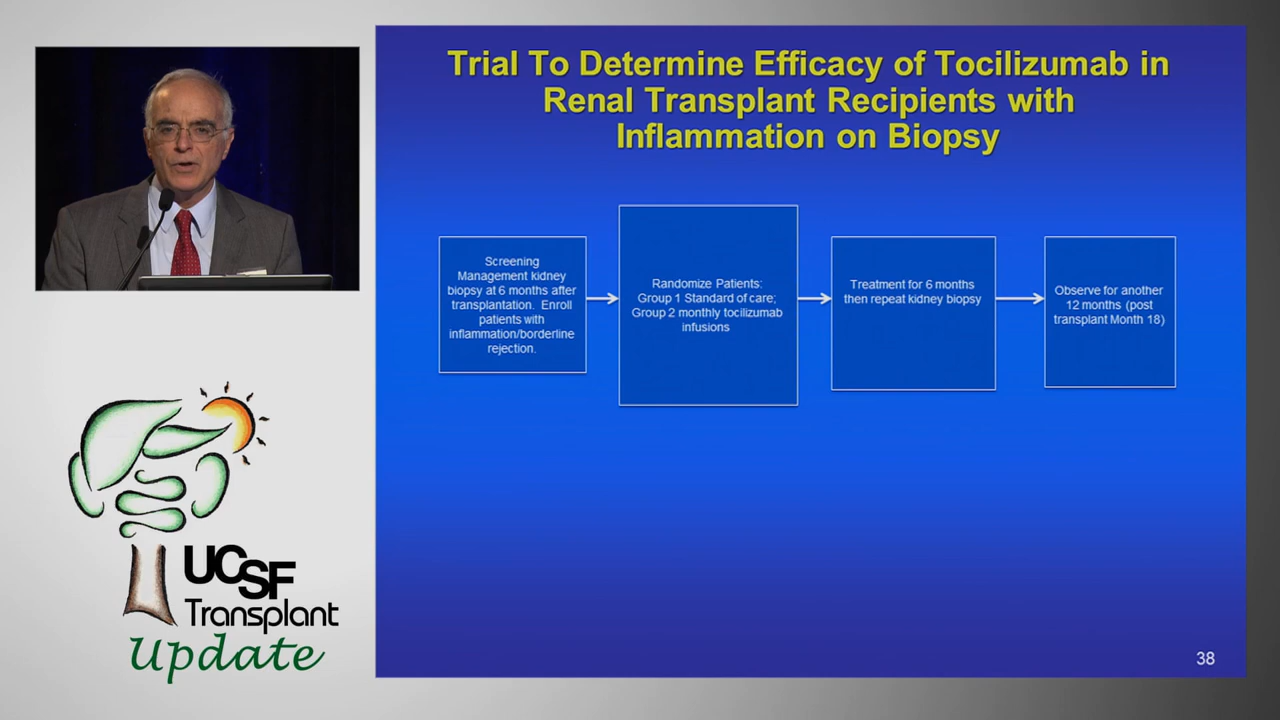 Trial To Determine Efficacy of Tocilizumab in
Renal Transplant Recipients with
Inflammation on Biopsy
Screening
Management kidney
biopsy at 6 months after
transplantation. Enroll
patients with
inflammation/borderline
rejection.
Randomize Patients:
Group 1 Standard of care;
Group 2 monthly tocilizumab
infusions
Treatment for 6 months
then repeat kidney biopsy
Observe for another
12 months (post
transplant Month 18)
UCSF
Transplant
Update
38